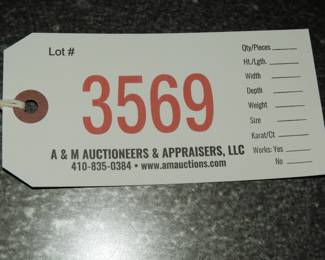 Lot #
3569
A & M AUCTIONEERS & APPRAISERS, LLC
410-835-0384 • www.amauctions.com
Qty/Pieces
Ht./Lgth.
Width
Depth
Weight
Size
Karat/Ct
Works: Yes
No